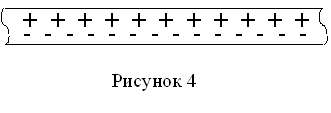 + + + + + + + + + + +
- - - - - - - - - - - - -
Рисунок 4